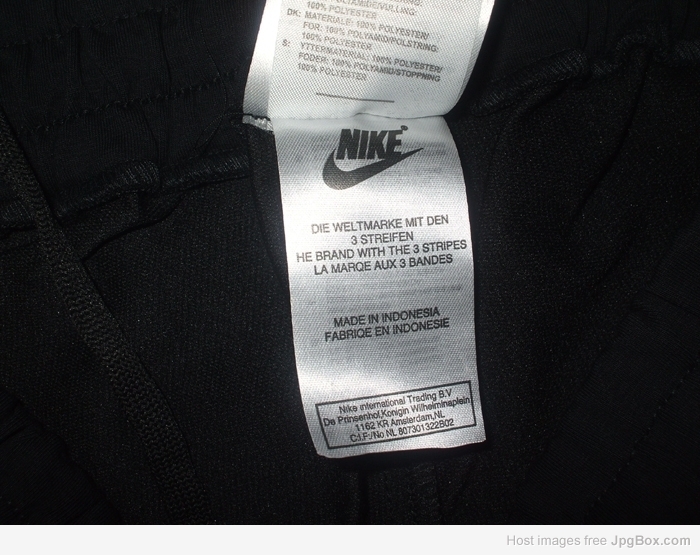 100% POLYESTER
DK: MATERIALE: 100% POLYESTER/
FOR: 100% POLYAMID/POLSTRING:
100% POLYESTER
S: YTTERMATERIAL: 100% POLYESTER/
FODER: 100% POLYAMID/STOPPNING
100% POLYESTER
NIKE
DIE WELTMARKE MIT DEN
3 STREIFEN
HE BRAND WITH THE 3 STRIPES
LA MARQE AUX 3 BANDES
MADE IN INDONESIA
FABRIQE EN INDONESIE
Nike international Trading B.V
De Prinsenhof,Konigin Wilhelminaplein
1162 KR Amsterdam,NL
C.I.F./No NL 807301322B02
Host images free JpgBox.com